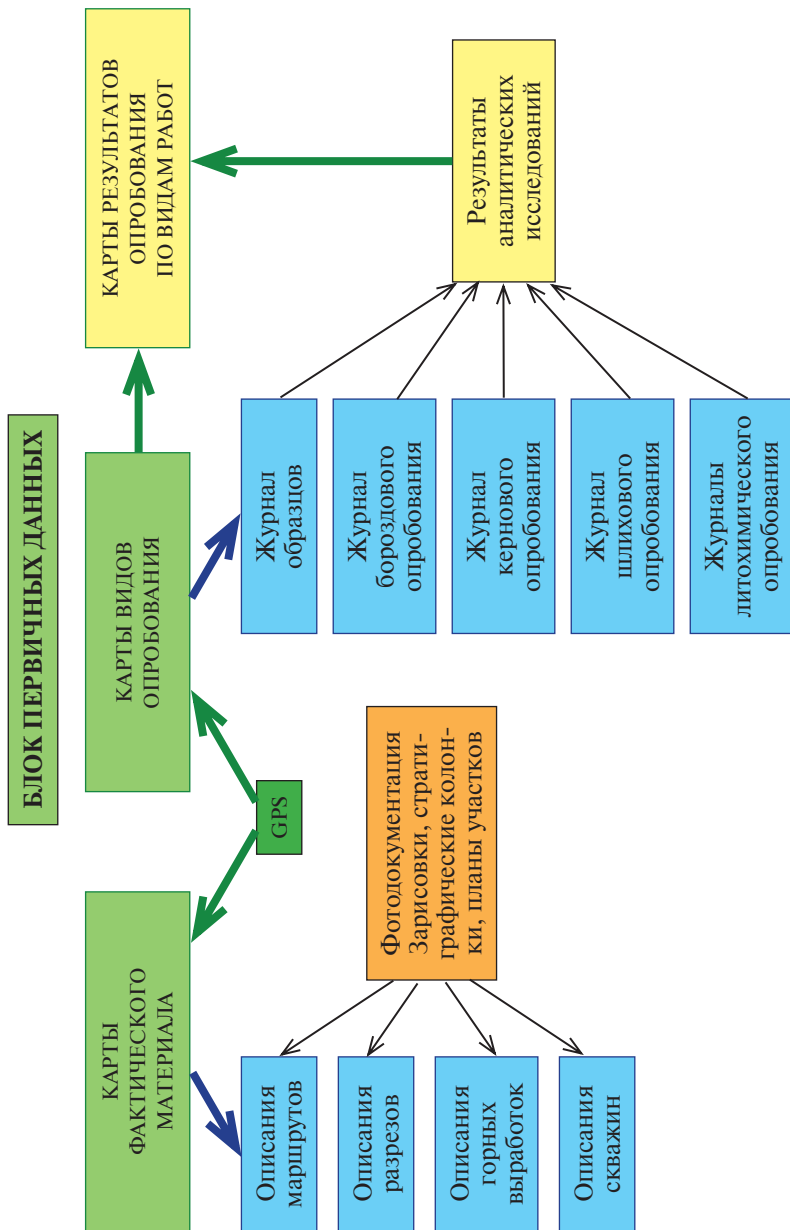 БЛОК ПЕРВИЧНЫХ ДАННЫХ
КАРТЫ
ФАКТИЧЕСКОГО
МАТЕРИАЛА
КАРТЫ ВИДОВ
ОПРОБОВАНИЯ
КАРТЫ РЕЗУЛЬТАТОВ
ОПРОБОВАНИЯ
ПО ВИДАМ РАБОТ
GPS
Описания
маршрутов
Описания
разрезов
Описания
горных
выработок
Описания
скважин
Фотодокументация
Зарисовки, страти-
графические колон-
ки, планы участков
Журнал
образцов
Журнал
бороздового
опробования
Журнал
кернового
опробования
Журнал
шлихового
опробования
Журналы
литохимического
опробования
Результаты
аналитических
исследований